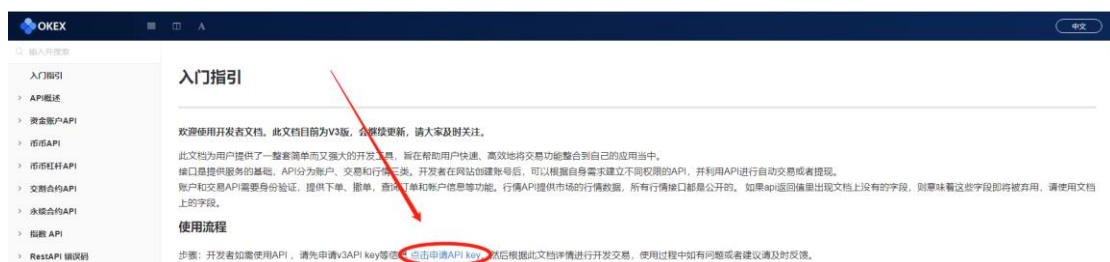 OKEX
A
中文
输入并搜索
入门指引
API概述
资金账户API
币币API
币币杠杆API
交割合约API
永续合约API
指数 API
RestAPI 错误码
入门指引
欢迎使用开发者文档。此文档目前为V3版，会继续更新，请大家及时关注。
此文档为用户提供了一整套简单而又强大的开发工具，旨在帮助用户快速、高效地将交易功能整合到自己的应用当中。
接口是提供服务的基础，API分为账户、交易和行情三类。开发者在网站创建账号后，可以根据自身需求建立不同权限的API，并利用API进行自动交易或者提现。
账户和交易API需要身份验证，提供下单、撤单，查询订单和帐户信息等功能。行情API提供市场的行情数据，所有行情接口都是公开的。 如果api返回值里出现文档上没有的字段，则意味着这些字段即将被弃用，请使用文档
上的字段。
使用流程
步骤：开发者如需使用API ，请先申请v3API key等信息 点击申请API key，然后根据此文档详情进行开发交易，使用过程中如有问题或者建议请及时反馈。